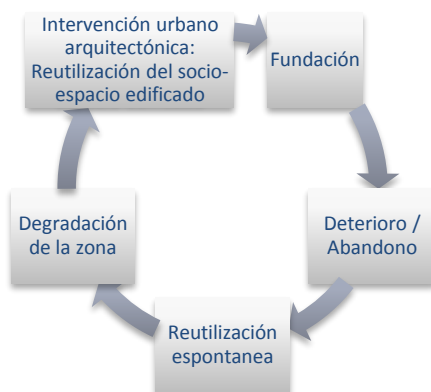 Intervención urbano
arquitectónica:
Reutilización del socio-
espacio edificado
Fundación
Deterioro /
Abandono
Reutilización
espontanea
Degradación
de la zona